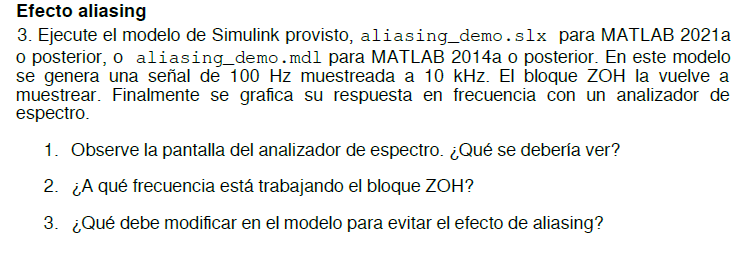 Efecto aliasing
3. Ejecute el modelo de Simulink provisto, aliasing_demo.slx para MATLAB 2021a
o posterior, o aliasing_demo.mdl para MATLAB 2014a o posterior. En este modelo
se genera una señal de 100 Hz muestreada a 10 kHz. El bloque ZOH la vuelve a
muestrear. Finalmente se grafica su respuesta en frecuencia con un analizador de
espectro.
1. Observe la pantalla del analizador de espectro. ¿Qué se debería ver?
2. ¿A qué frecuencia está trabajando el bloque ZOH?
3. ¿Qué debe modificar en el modelo para evitar el efecto de aliasing?